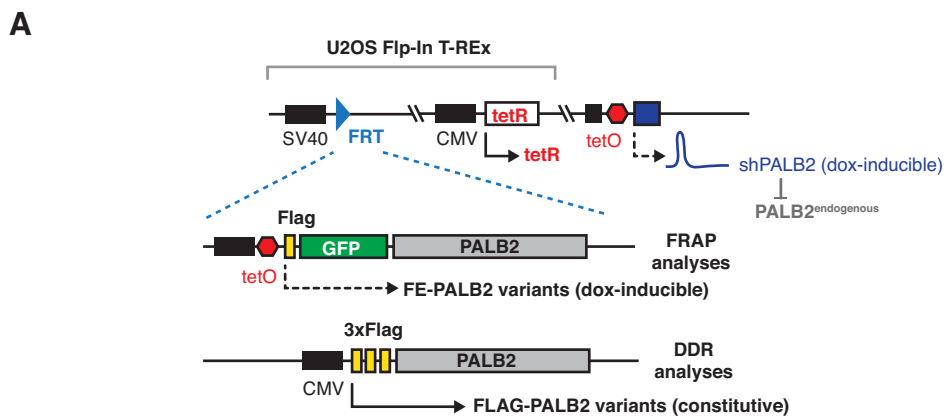 A
U2OS Flp-In T-REx
tetR
SV40
FRT
CMV
tetR
tetO
shPALB2 (dox-inducible)
PALB2endogenous
Flag
GFP
PALB2
FRAP
analyses
tetO
FE-PALB2 variants (dox-inducible)
3xFlag
PALB2
DDR
analyses
CMV
FLAG-PALB2 variants (constitutive)